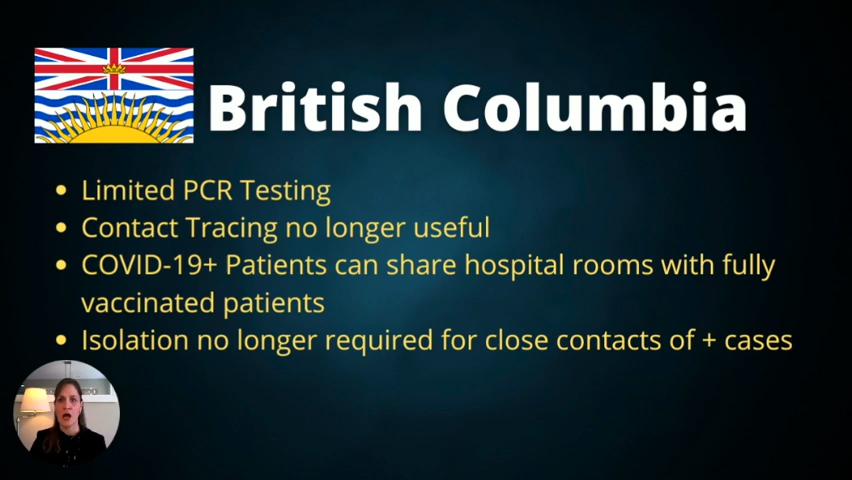 British Columbia
• Limited PCR Testing
• Contact Tracing no longer useful
• COVID-19+ Patients can share hospital rooms with fully
vaccinated patients
• Isolation no longer required for close contacts of + cases